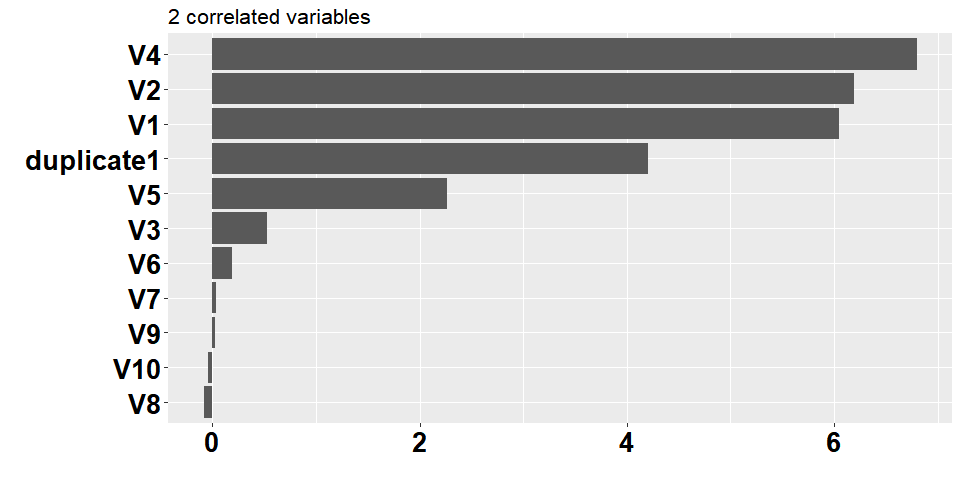 2 correlated variables
V4
V2
V1
duplicate1
V5
V3
V6
V7
V9
V10
V8
0 2 4 6